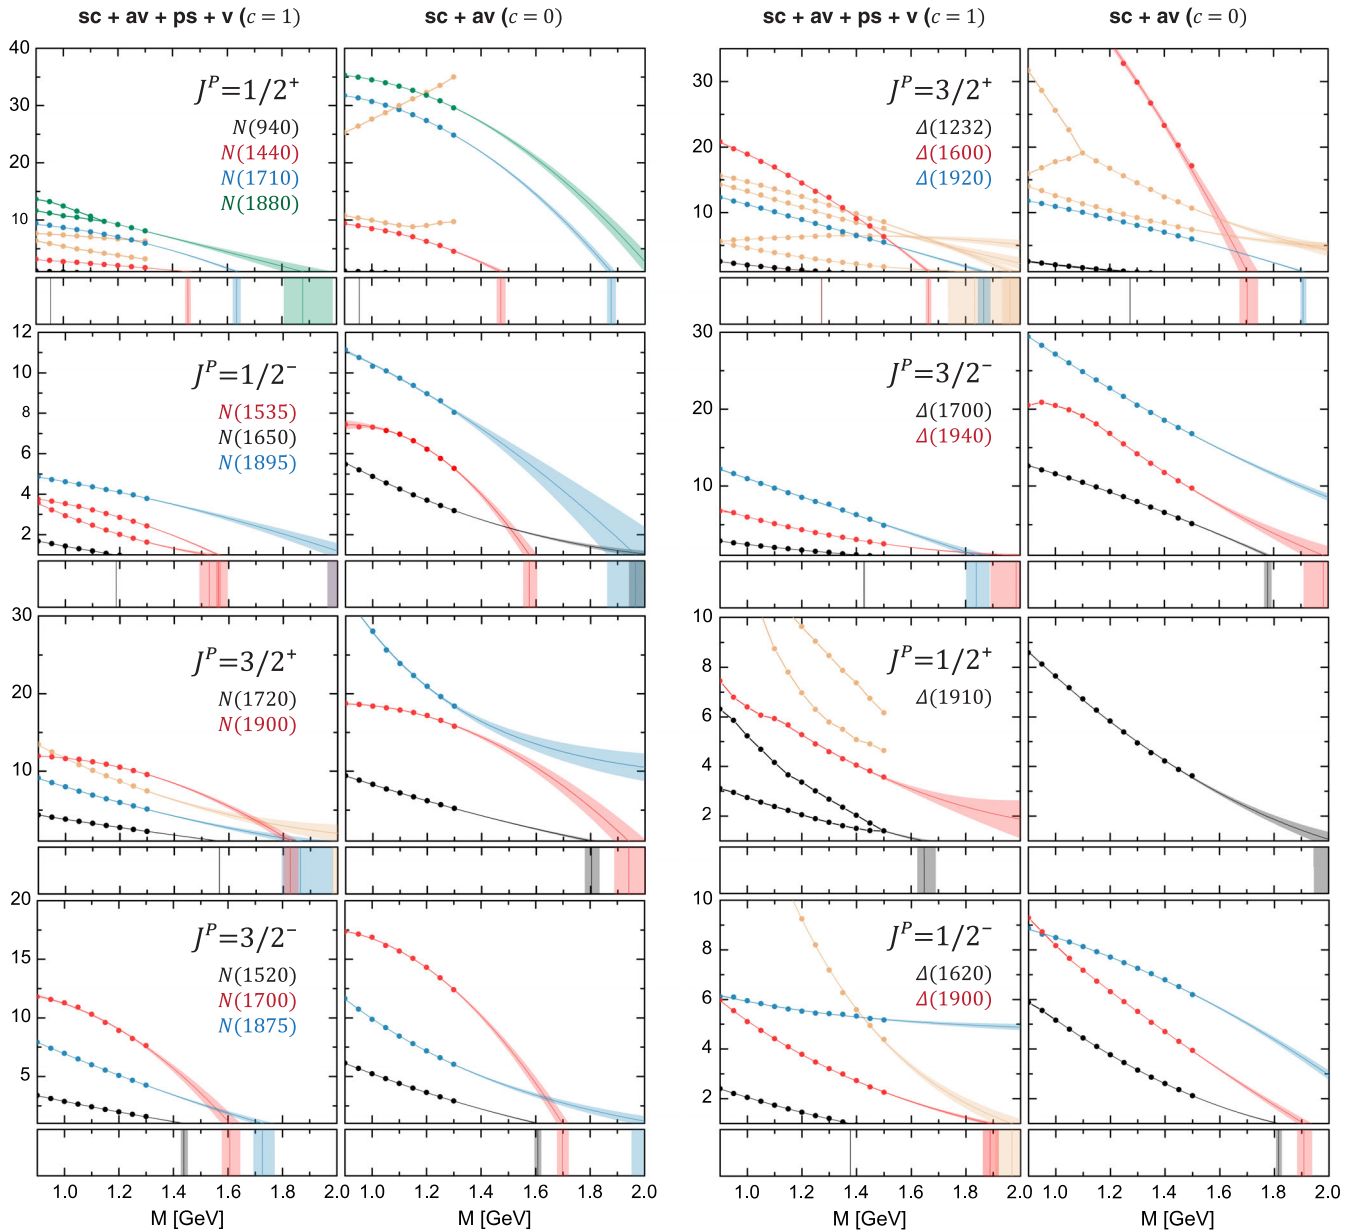 sc + av + ps + v (c = 1)
sc + av (c = 0)
sc + av + ps + v (c = 1)
sc + av (c = 0)
40
30
20
10
J^P=1/2^+
N(940)
N(1440)
N(1710)
N(1880)
30
20
10
J^P=3/2^+
Δ(1232)
Δ(1600)
Δ(1920)
12
10
8
6
4
2
J^P=1/2^-
N(1535)
N(1650)
N(1895)
30
20
10
J^P=3/2^-
Δ(1700)
Δ(1940)
30
20
10
J^P=3/2^+
N(1720)
N(1900)
10
8
6
4
2
J^P=1/2^+
Δ(1910)
20
15
10
5
J^P=3/2^-
N(1520)
N(1700)
N(1875)
10
8
6
4
2
J^P=1/2^-
Δ(1620)
Δ(1900)
1.0 1.2 1.4 1.6 1.8 2.0 1.0 1.2 1.4 1.6 1.8 2.0 1.0 1.2 1.4 1.6 1.8 2.0 1.0 1.2 1.4 1.6 1.8 2.0
M [GeV] M [GeV] M [GeV] M [GeV]